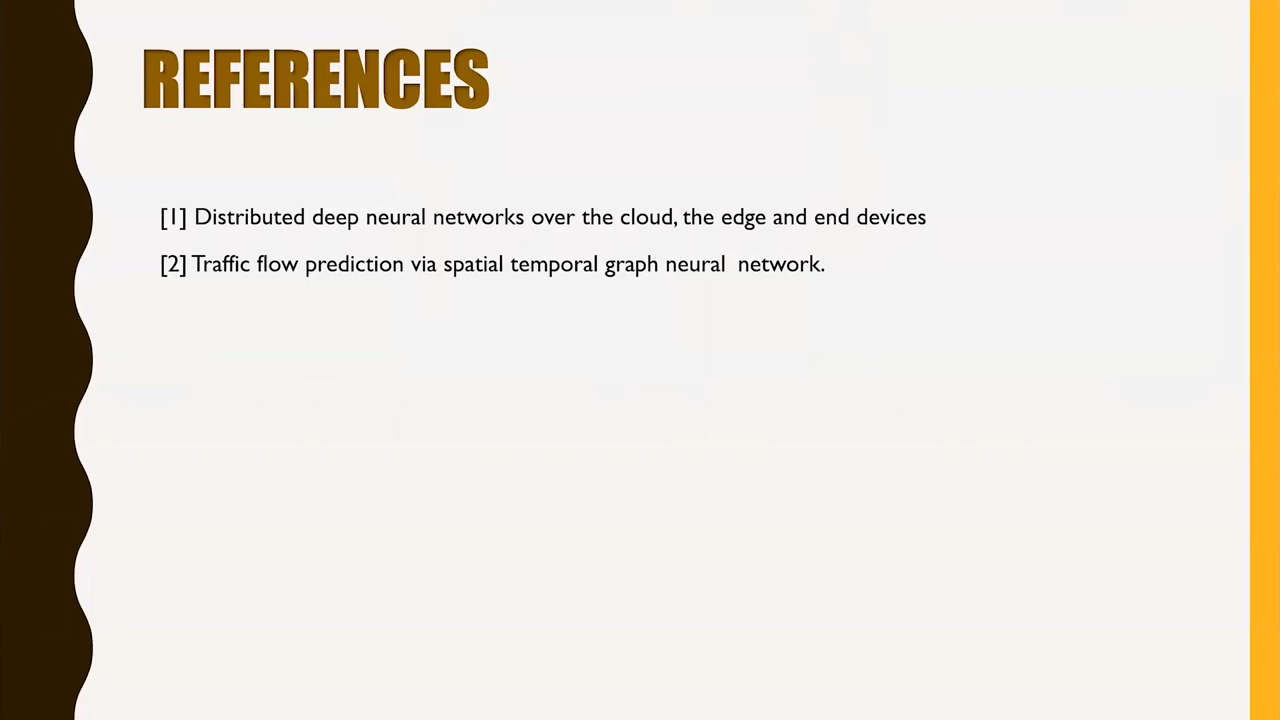 REFERENCES
[1] Distributed deep neural networks over the cloud, the edge and end devices
[2] Traffic flow prediction via spatial temporal graph neural  network.